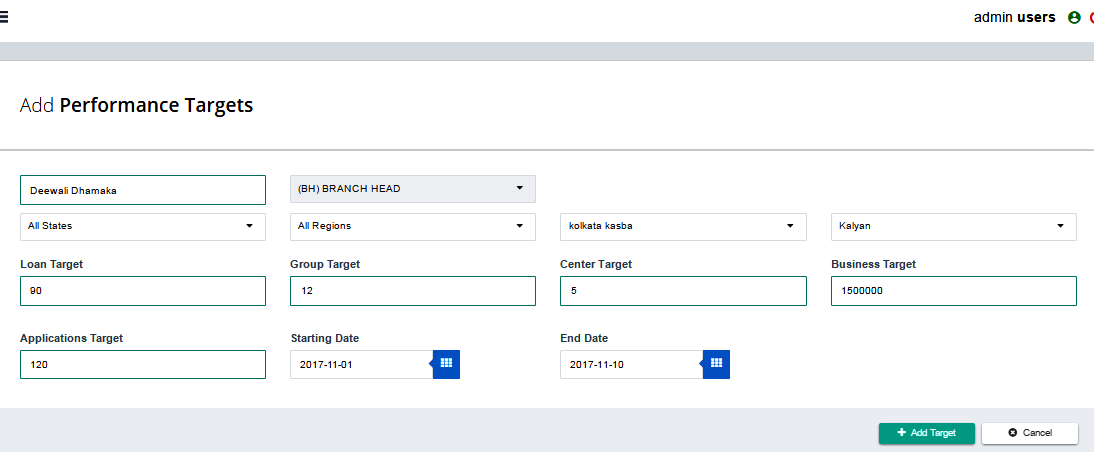 admin users
Add Performance Targets
Deewali Dhamaka (BH) BRANCH HEAD
All States All Regions kolkata kasba Kalyan
Loan Target Group Target Center Target Business Target
90 12 5 1500000
Applications Target Starting Date End Date
120 2017-11-01 2017-11-10
Add Target Cancel